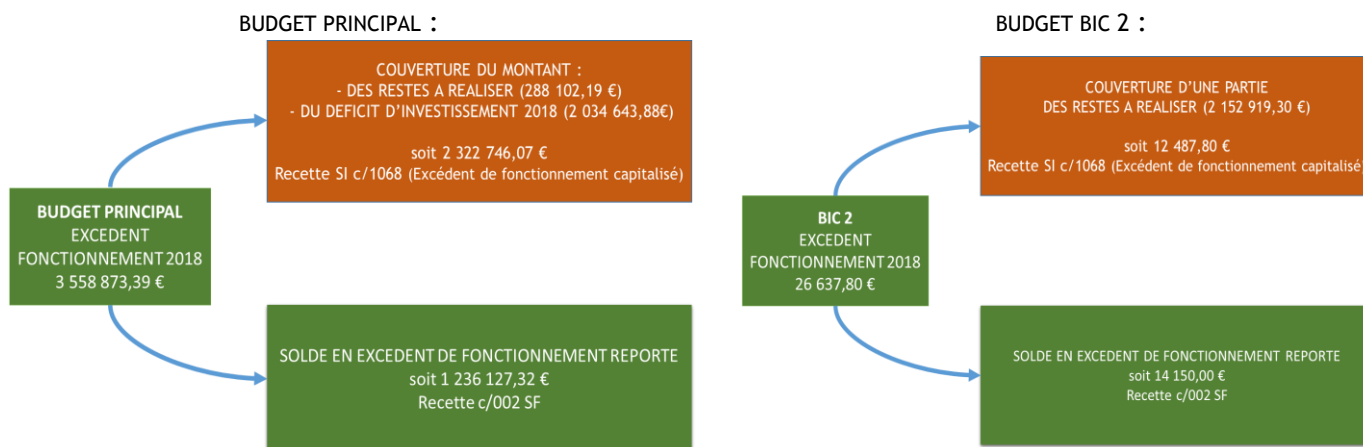 BUDGET PRINCIPAL :
COUVERTURE DU MONTANT :
- DES RESTES A REALISER (288 102,19 €)
- DU DEFICIT D'INVESTISSEMENT 2018 (2 034 643,88€)
soit 2 322 746,07 €
Recette SI c/1068 (Excédent de fonctionnement capitalisé)
BUDGET PRINCIPAL
EXCEDENT
FONCTIONNEMENT 2018
3 558 873,39 €
SOLDE EN EXCEDENT DE FONCTIONNEMENT REPORTE
soit 1 236 127,32 €
Recette c/002 SF
BUDGET BIC 2 :
COUVERTURE D'UNE PARTIE
DES RESTES A REALISER (2 152 919,30 €)
soit 12 487,80 €
Recette SI c/1068 (Excédent de fonctionnement capitalisé)
BIC 2
EXCEDENT
FONCTIONNEMENT 2018
26 637,80 €
SOLDE EN EXCEDENT DE FONCTIONNEMENT REPORTE
soit 14 150,00 €
Recette c/002 SF